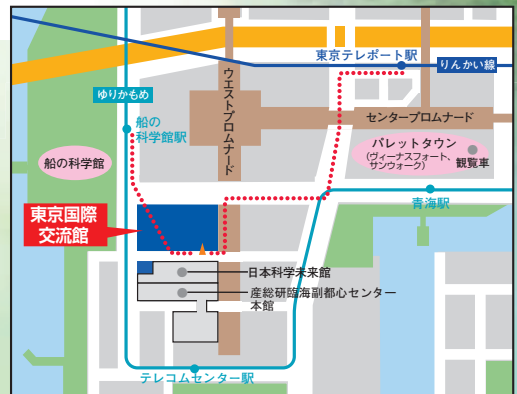 東京テレポート駅
りんかい線
ゆりかもめ
船の
科学館駅
ウエストプロムナード
センタープロムナード
パレットタウン
(ヴィーナスフォート、
サンウォーク)
観覧車
船の科学館
青海駅
東京国際
交流館
日本科学未来館
産総研臨海副都心センター
本館
テレコムセンター駅